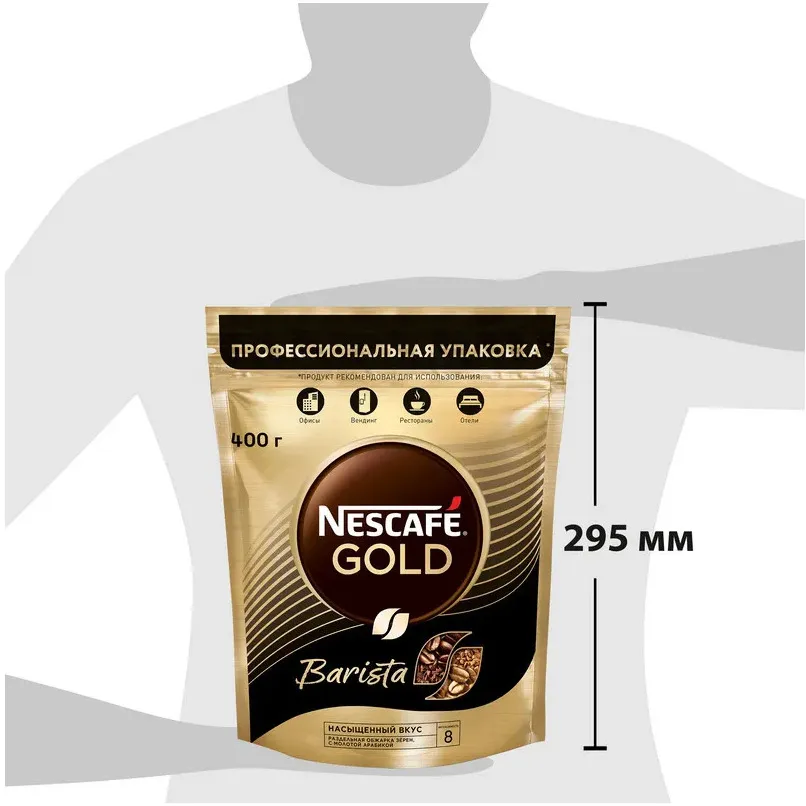 ПРОФЕССИОНАЛЬНАЯ УПАКОВКА*
*ПРОДУКТ РЕКОМЕНДОВАН ДЛЯ ИСПОЛЬЗОВАНИЯ:
Офисы Вендинг Рестораны Отели
400 г
NESCAFÉ®
GOLD
295 мм
Barista
НАСЫЩЕННЫЙ ВКУС
РАЗДЕЛЬНАЯ ОБЖАРКА ЗЕРЕН,
С МОЛОТОЙ АРАБИКОЙ
8